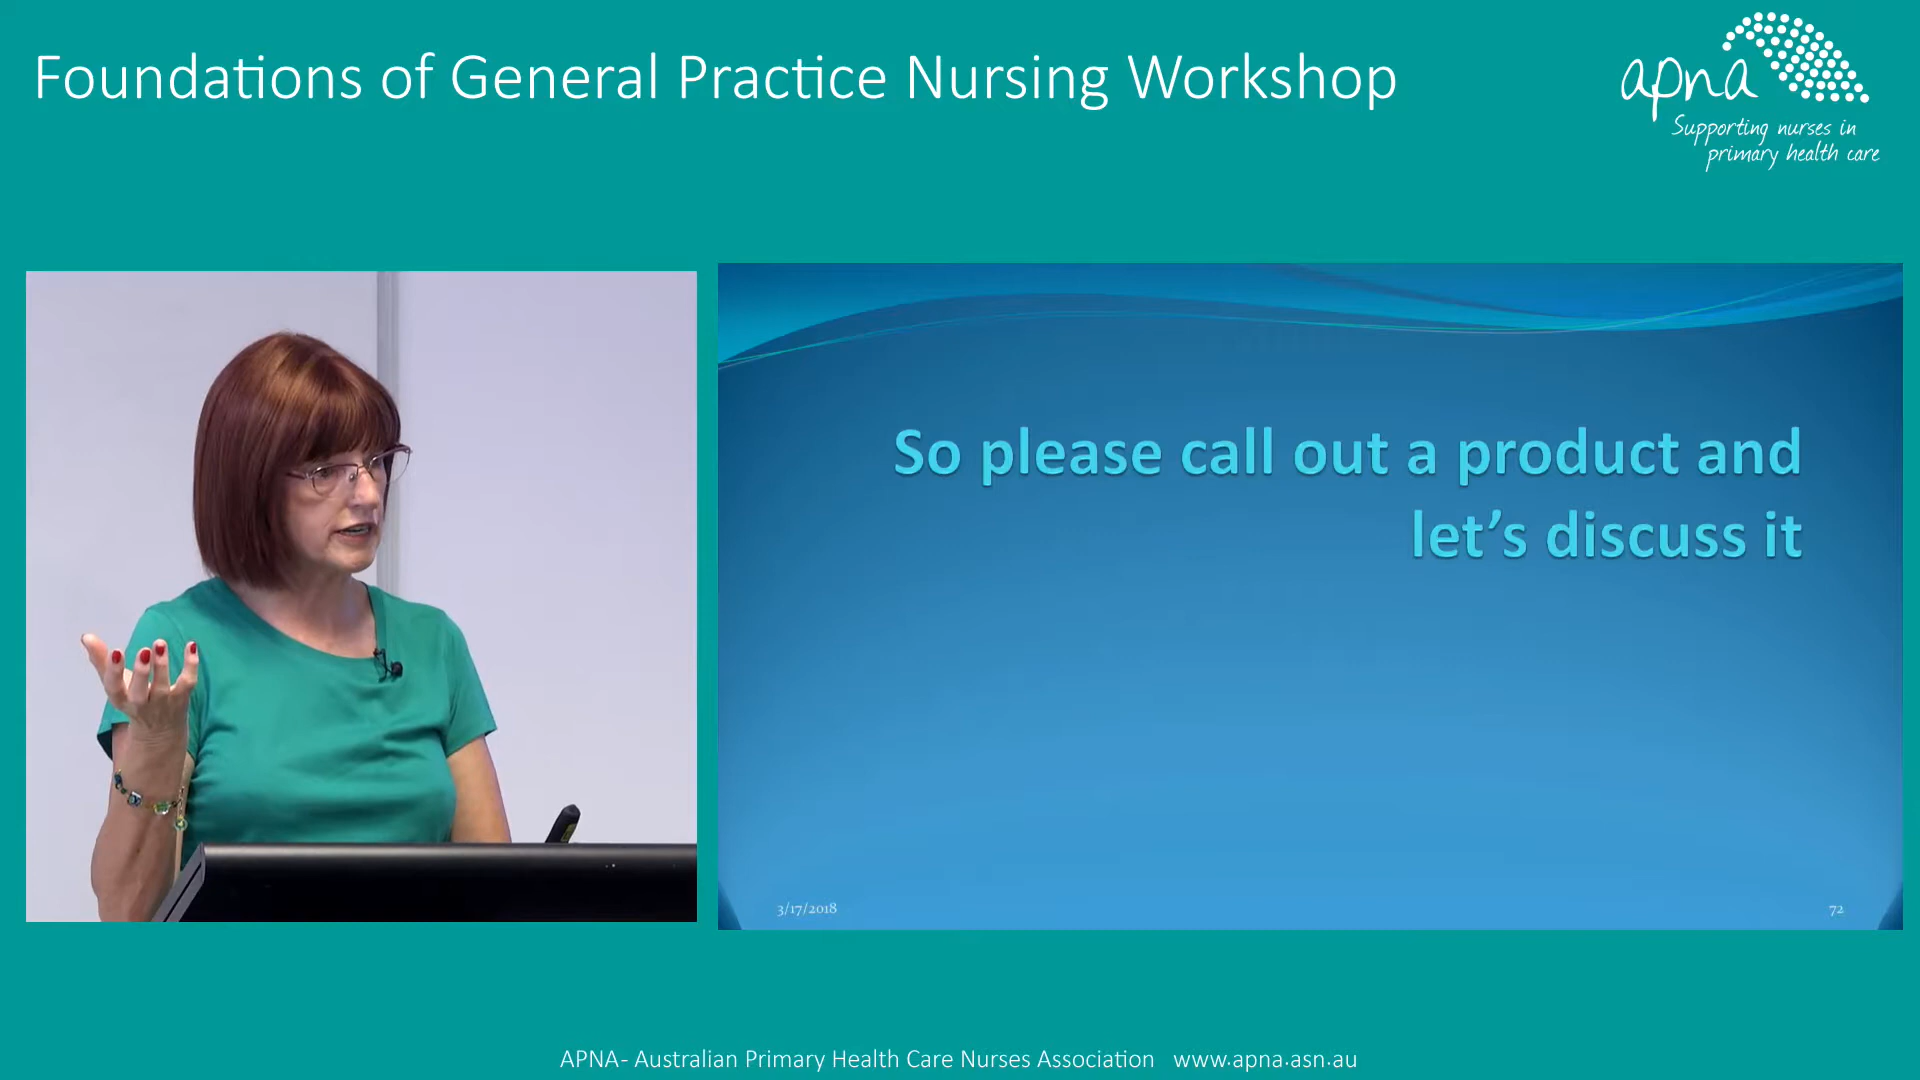 Foundations of General Practice Nursing Workshop
apna
Supporting nurses in
primary health care
So please call out a product and
let's discuss it
3/17/2018
72
APNA- Australian Primary Health Care Nurses Association www.apna.asn.au